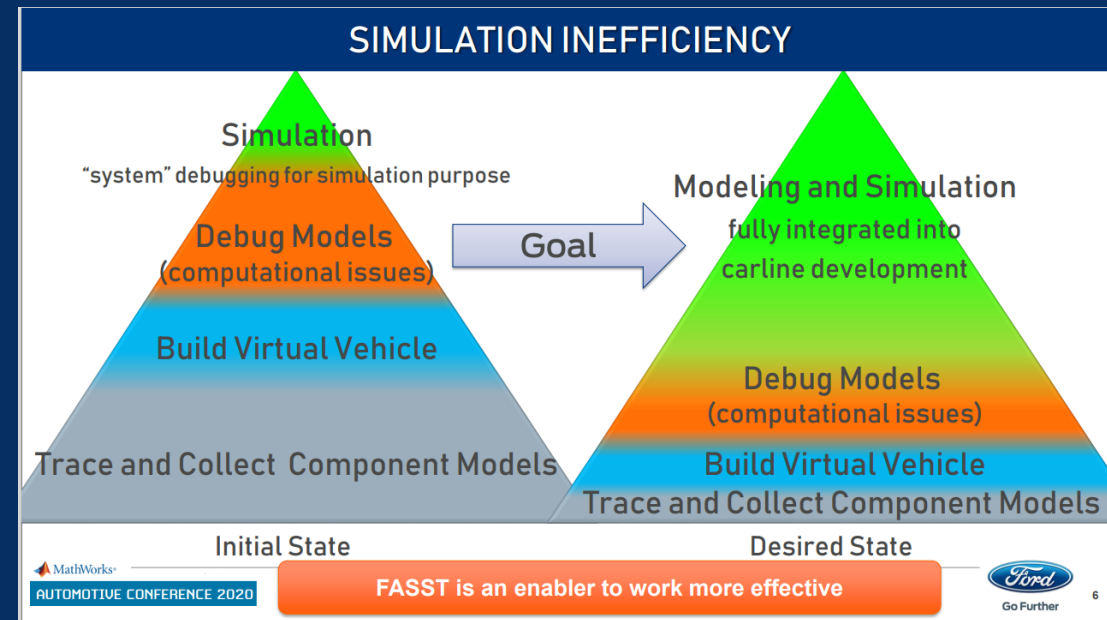 SIMULATION INEFFICIENCY
Simulation
"system" debugging for simulation purpose
Debug Models
(computational issues)
Build Virtual Vehicle
Trace and Collect Component Models
Initial State
Goal
Modeling and Simulation
fully integrated into
carline development
Debug Models
(computational issues)
Build Virtual Vehicle
Trace and Collect Component Models
Desired State
MathWorks®
AUTOMOTIVE CONFERENCE 2020
FASST is an enabler to work more effective
Ford
Go Further
6